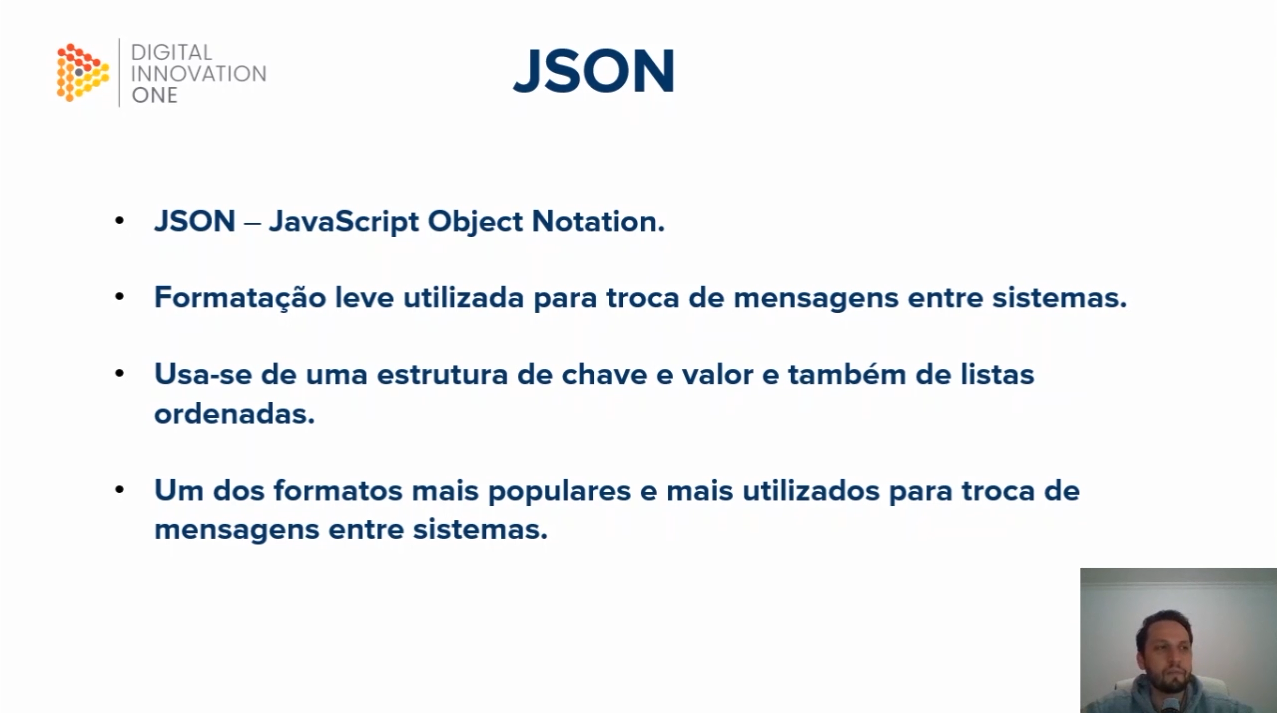 DIGITAL
INNOVATION
ONE
JSON
• JSON – JavaScript Object Notation.
• Formatação leve utilizada para troca de mensagens entre sistemas.
• Usa-se de uma estrutura de chave e valor e também de listas
ordenadas.
• Um dos formatos mais populares e mais utilizados para troca de
mensagens entre sistemas.